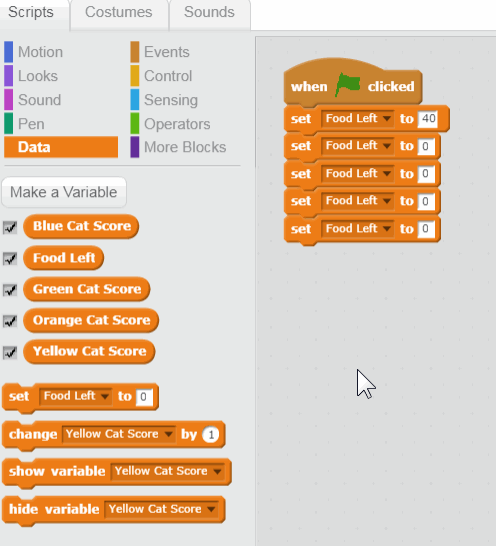 Scripts Costumes Sounds
Motion Events
Looks Control
Sound Sensing
Pen Operators
Data More Blocks
Make a Variable
Blue Cat Score
Food Left
Green Cat Score
Orange Cat Score
Yellow Cat Score
set Food Left to 0
change Yellow Cat Score by 1
show variable Yellow Cat Score
hide variable Yellow Cat Score
when clicked
set Food Left to 40
set Food Left to 0
set Food Left to 0
set Food Left to 0
set Food Left to 0